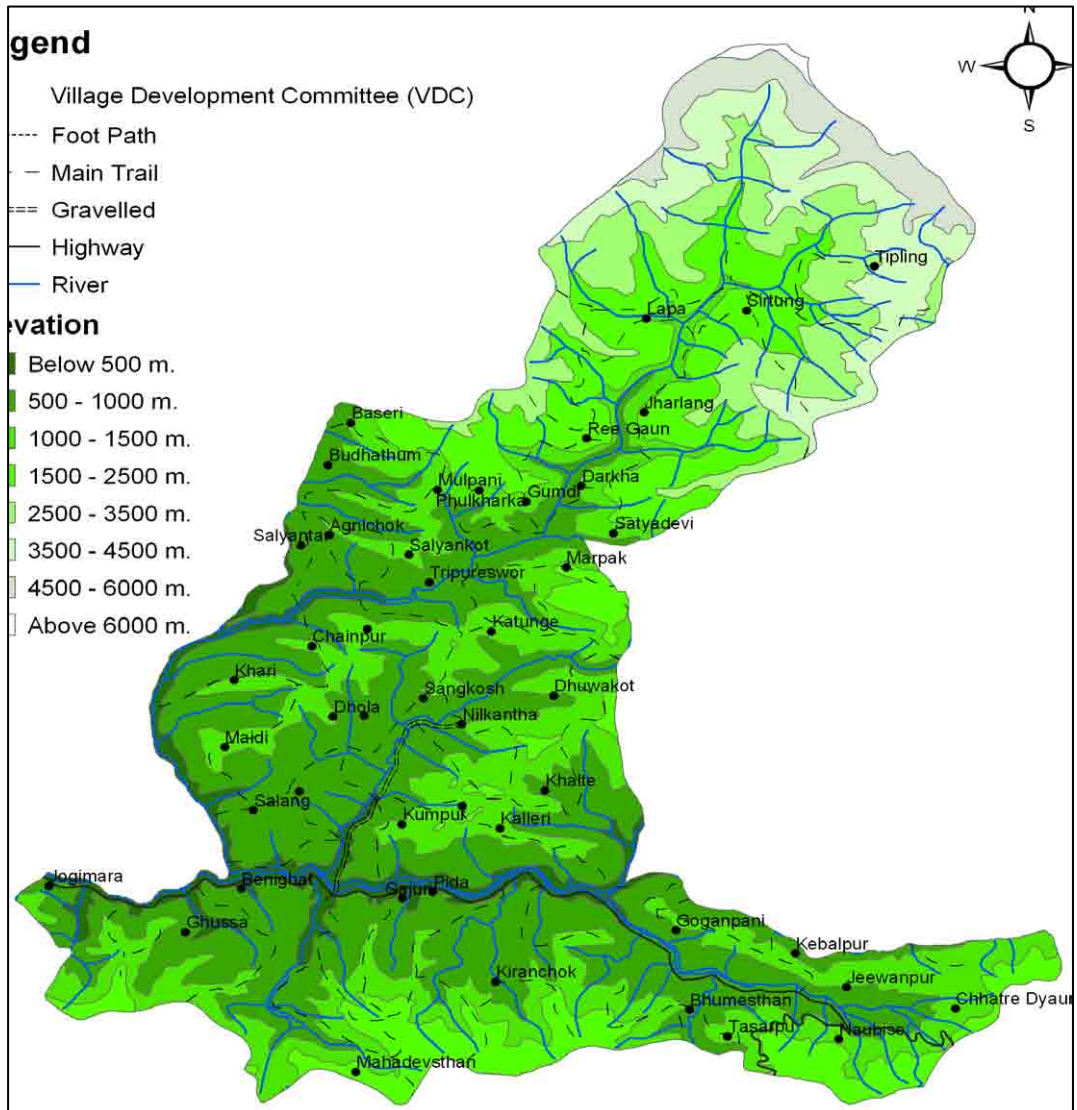 gend
N
W
S
Village Development Committee (VDC)
Foot Path
Main Trail
Gravelled
Highway
River
evation
Below 500 m.
500 - 1000 m.
1000 - 1500 m.
1500 - 2500 m.
2500 - 3500 m.
3500 - 4500 m.
4500 - 6000 m.
Above 6000 m.
Tipling
Sirtung
Lapa
Jharlang
Baseri
Ree Gaun
Budhathum
Darkha
Mulpani
Phulkharka
Gumdi
Satyadevi
Agnichok
Salyantar
Salyankot
Marpak
Tripureswor
Katunge
Chainpur
Khari
Sangkosh
Dhuwakot
Dhola
Nilkantha
Maidi
Khalte
Salang
Kumpur
Kalleri
Jogimara
Benighat
Pida
Gajuri
Ghussa
Goganpani
Kebalpur
Kiranchok
Jeewanpur
Bhumesthan
Chhatre Dyaur
Tasarpu
Naubise
Mahadevsthan